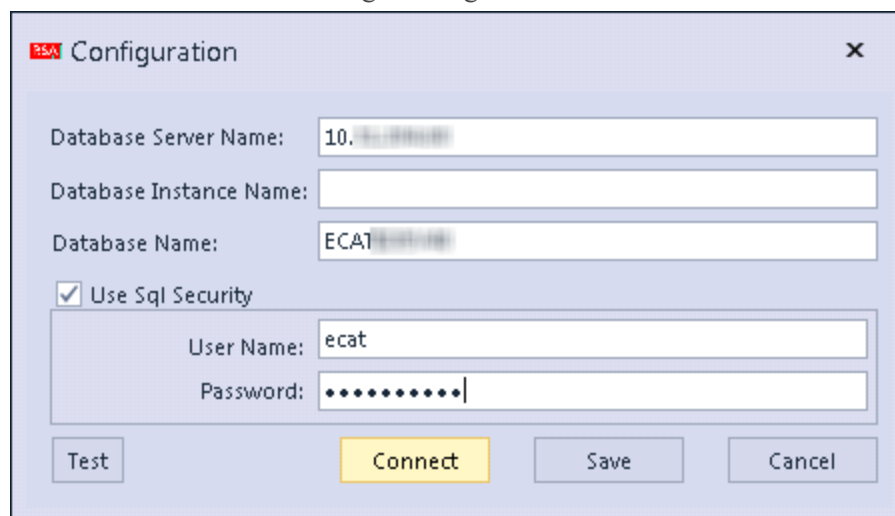 RSA Configuration
Database Server Name: 10.
Database Instance Name:
Database Name: ECAT
Use Sql Security
User Name: ecat
Password: ••••••••••
Test Connect Save Cancel